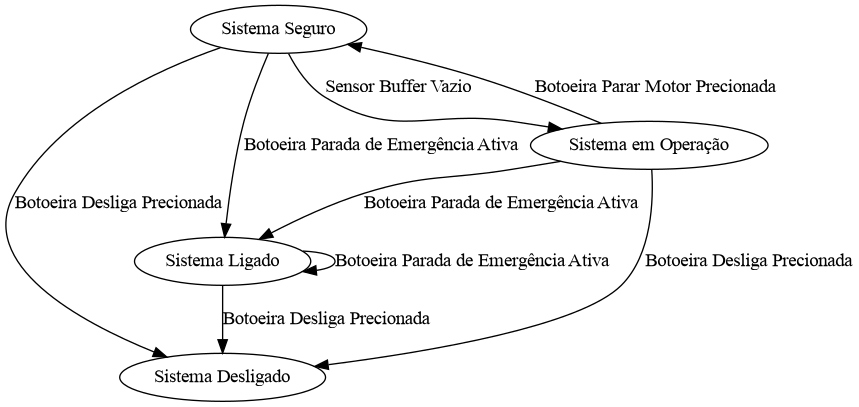 Sistema Seguro
Sensor Buffer Vazio
Botoeira Parar Motor Precionada
Botoeira Parada de Emergência Ativa
Sistema em Operação
Botoeira Desliga Precionada
Botoeira Parada de Emergência Ativa
Sistema Ligado
Botoeira Parada de Emergência Ativa
Botoeira Desliga Precionada
Botoeira Desliga Precionada
Sistema Desligado